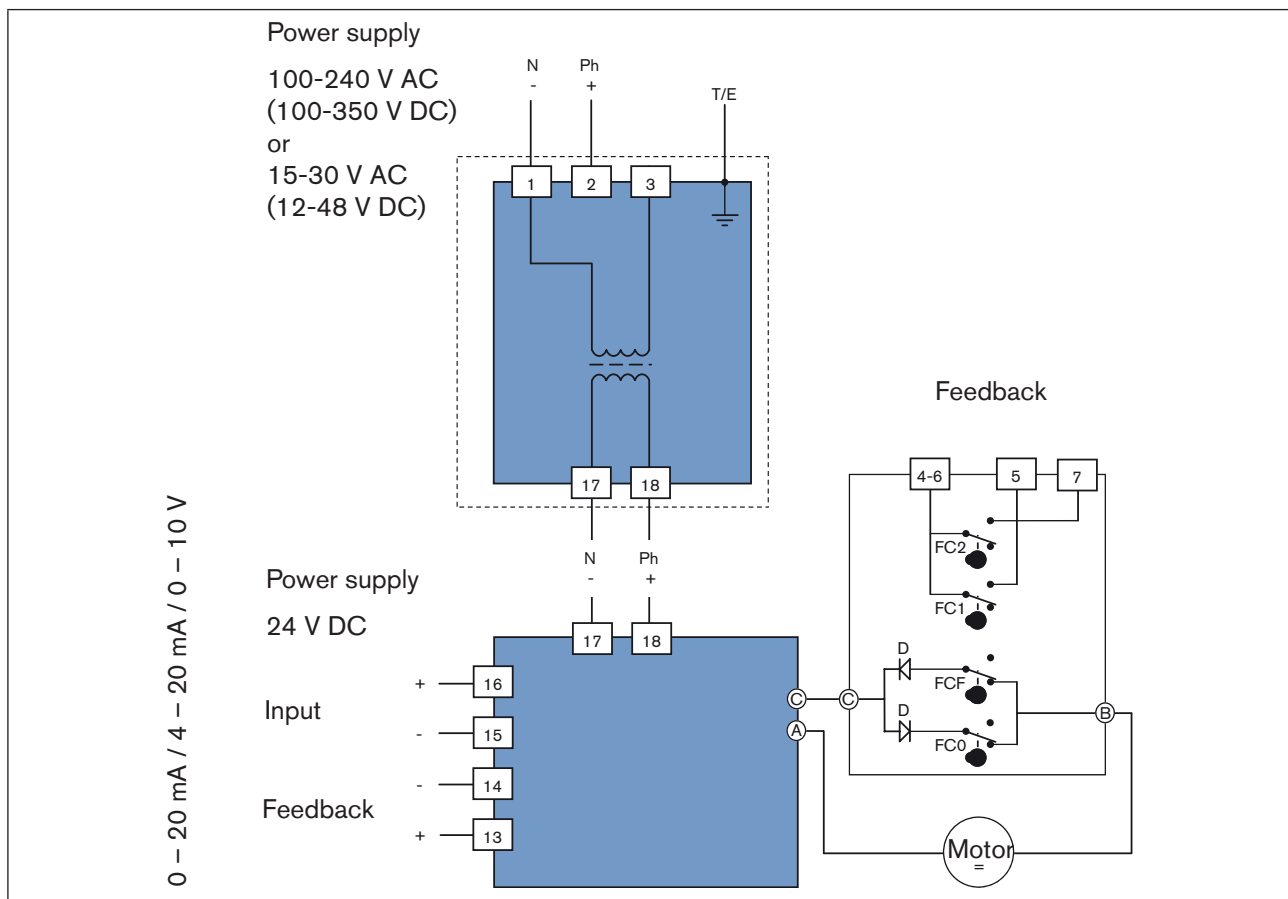 Power supply
100-240 V AC
(100-350 V DC)
or
15-30 V AC
(12-48 V DC)
N
-
Ph
+
T/E
1
2
3
17
18
N
-
Ph
+
Power supply
24 V DC
17
18
0 – 20 mA / 4 – 20 mA / 0 – 10 V
Input
+
16
-
15
Feedback
-
14
+
13
C
A
Feedback
4-6
5
7
FC2
FC1
D
FCF
D
FC0
C
B
Motor
=